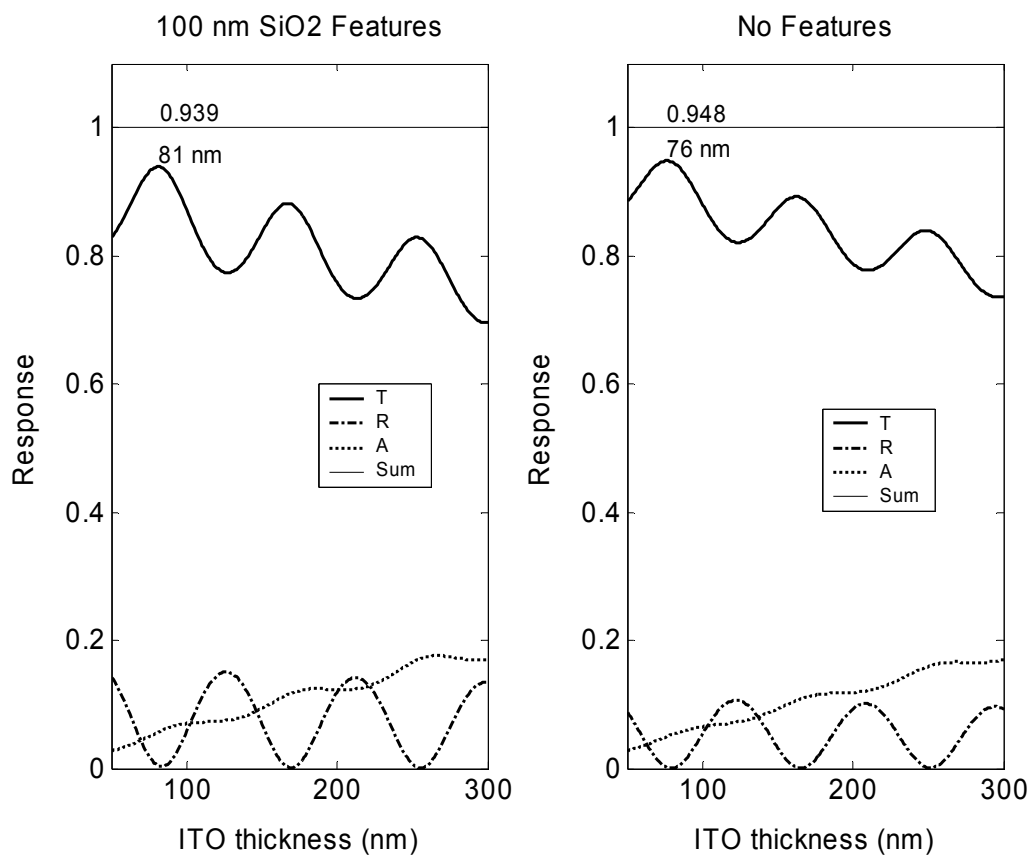 100 nm SiO2 Features
0.939
81 nm
1
0.8
0.6
0.4
0.2
0
Response
T
R
A
Sum
100
200
300
ITO thickness (nm)
No Features
0.948
76 nm
1
0.8
0.6
0.4
0.2
0
Response
T
R
A
Sum
100
200
300
ITO thickness (nm)